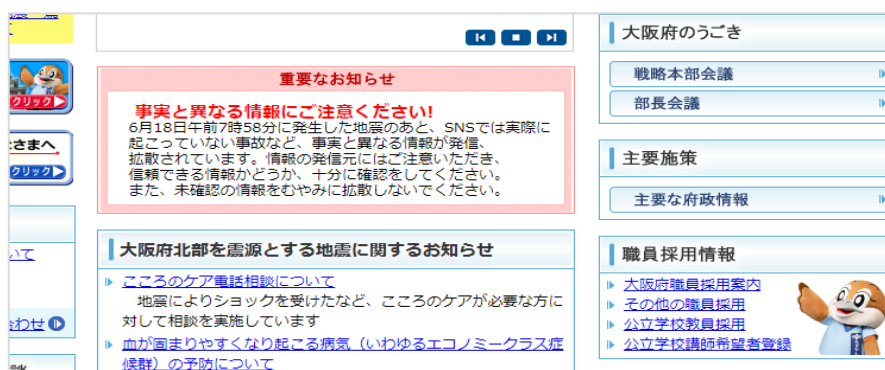 クリック
さまへ
クリック
いて
わせ
重要なお知らせ
事実と異なる情報にご注意ください!
6月18日午前7時58分に発生した地震のあと、SNSでは実際に
起こっていない事故など、事実と異なる情報が発信、
拡散されています。情報の発信元にはご注意いただき、
信頼できる情報かどうか、十分に確認をしてください。
また、未確認の情報をむやみに拡散しないでください。
大阪府北部を震源とする地震に関するお知らせ
こころのケア電話相談について
地震によりショックを受けたなど、こころのケアが必要な方に
対して相談を実施しています
血が固まりやすくなり起こる病気（いわゆるエコノミークラス症
候群）の予防について
大阪府のうごき
戦略本部会議
部長会議
主要施策
主要な府政情報
職員採用情報
大阪府職員採用案内
その他の職員採用
公立学校教員採用
公立学校講師希望者登録